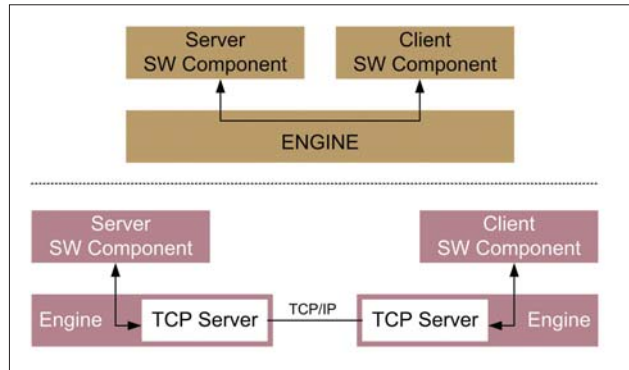 Server
SW Component
Client
SW Component
ENGINE
Server
SW Component
Client
SW Component
Engine
TCP Server
TCP/IP
TCP Server
Engine